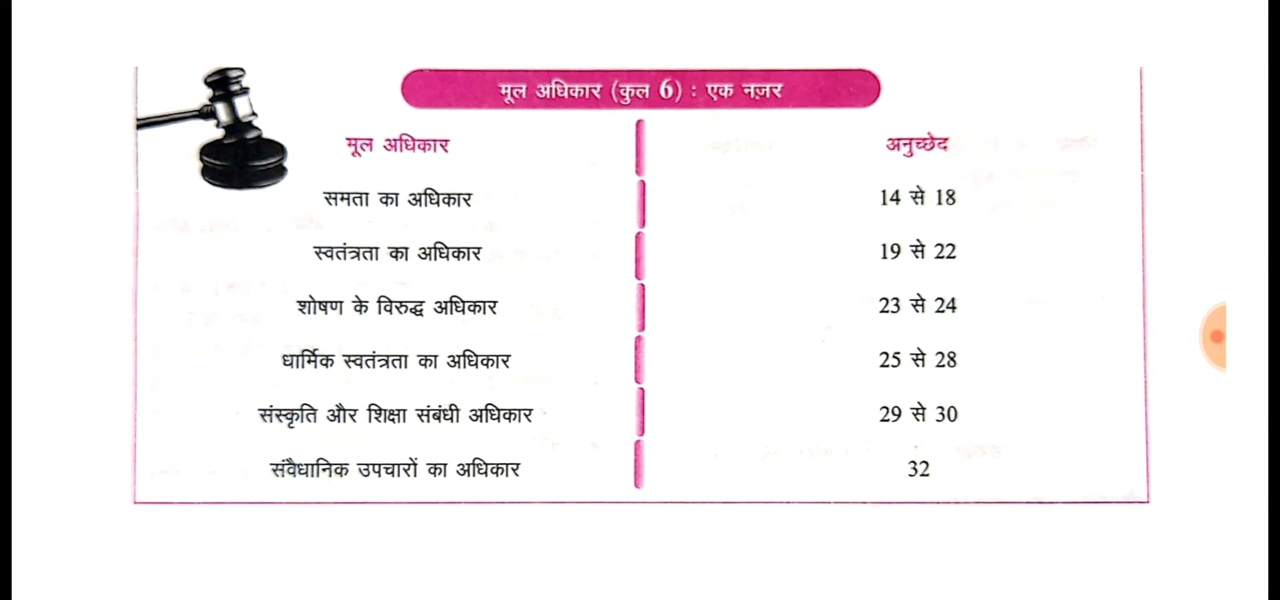 मूल अधिकार (कुल 6) : एक नज़र
मूल अधिकार अनुच्छेद
समता का अधिकार 14 से 18
स्वतंत्रता का अधिकार 19 से 22
शोषण के विरुद्ध अधिकार 23 से 24
धार्मिक स्वतंत्रता का अधिकार 25 से 28
संस्कृति और शिक्षा संबंधी अधिकार 29 से 30
संवैधानिक उपचारों का अधिकार 32